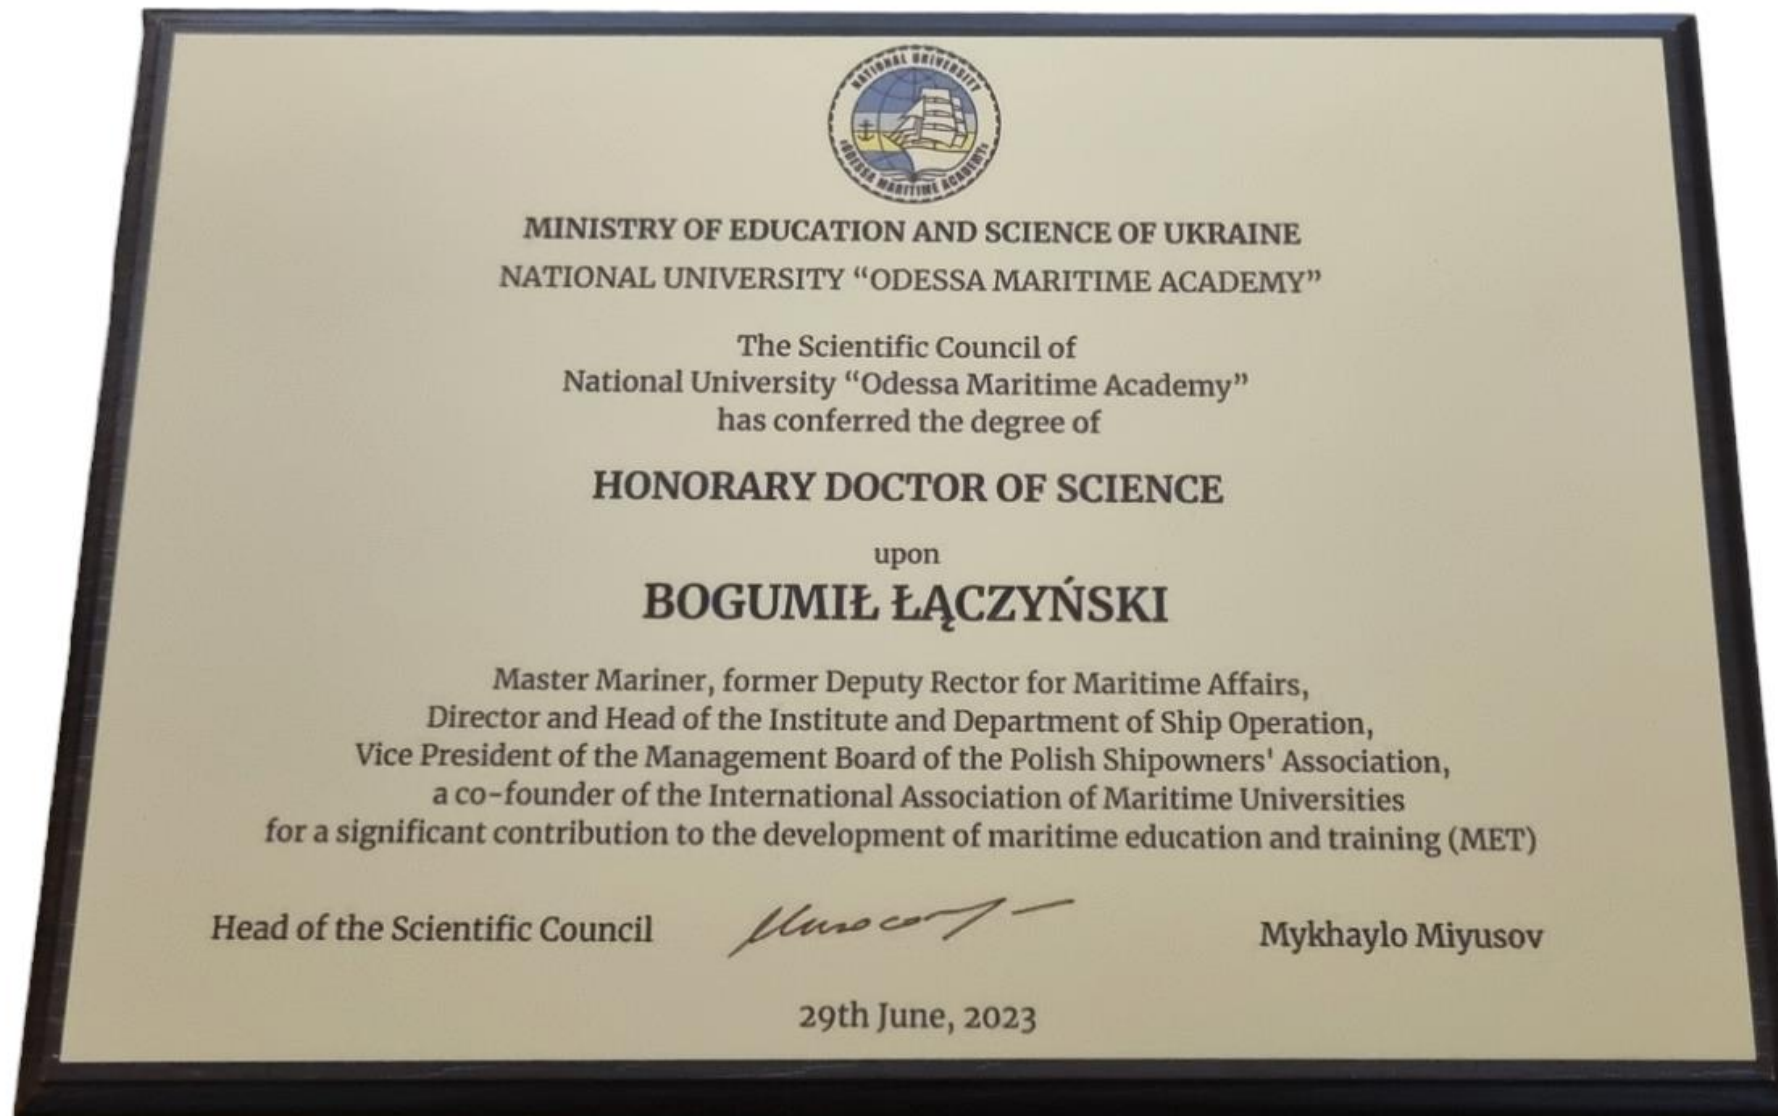 NATIONAL UNIVERSITY
«ODESSA MARITIME ACADEMY»
MINISTRY OF EDUCATION AND SCIENCE OF UKRAINE
NATIONAL UNIVERSITY “ODESSA MARITIME ACADEMY”
The Scientific Council of
National University “Odessa Maritime Academy”
has conferred the degree of
HONORARY DOCTOR OF SCIENCE
upon
BOGUMIŁ ŁĄCZYŃSKI
Master Mariner, former Deputy Rector for Maritime Affairs,
Director and Head of the Institute and Department of Ship Operation,
Vice President of the Management Board of the Polish Shipowners' Association,
a co-founder of the International Association of Maritime Universities
for a significant contribution to the development of maritime education and training (MET)
Head of the Scientific Council Mykhaylo Miyusov
29th June, 2023